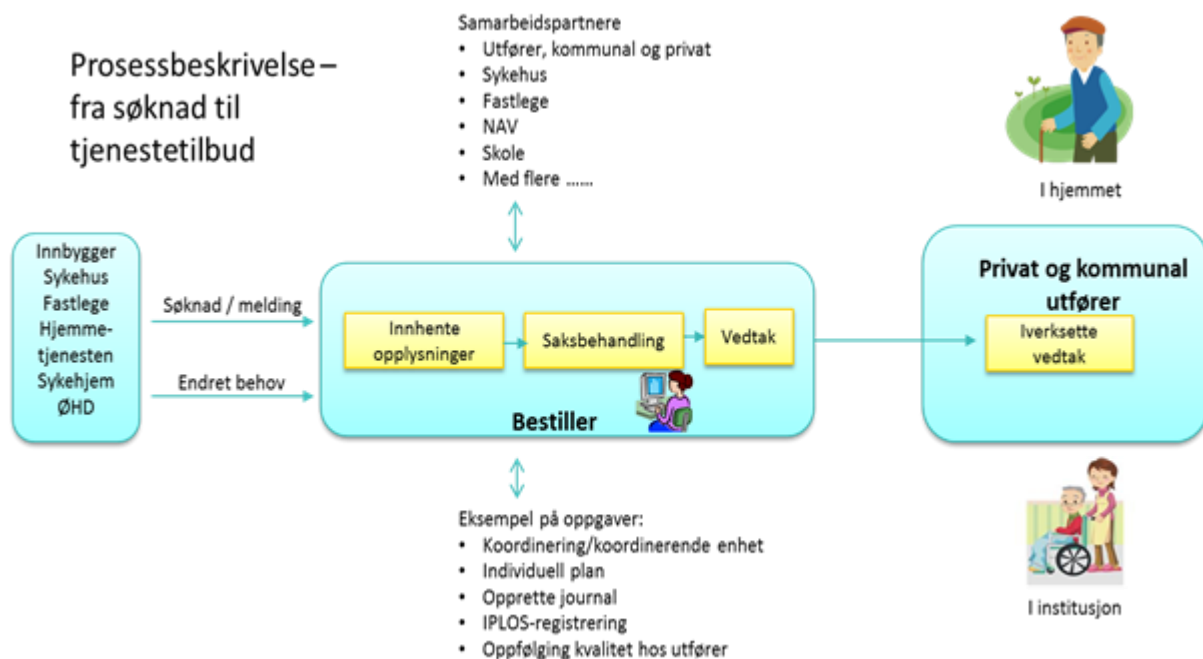 Prosessbeskrivelse –
fra søknad til
tjenestetilbud
Samarbeidspartnere
• Utfører, kommunal og privat
• Sykehus
• Fastlege
• NAV
• Skole
• Med flere ......
I hjemmet
Innbygger
Sykehus
Fastlege
Hjemme-
tjenesten
Sykehjem
ØHD
Søknad / melding
Endret behov
Innhente
opplysninger
Saksbehandling
Vedtak
Bestiller
Privat og kommunal
utfører
Iverksette
vedtak
Eksempel på oppgaver:
• Koordinering/koordinerende enhet
• Individuell plan
• Opprette journal
• IPLOS-registrering
• Oppfølging kvalitet hos utfører
I institusjon